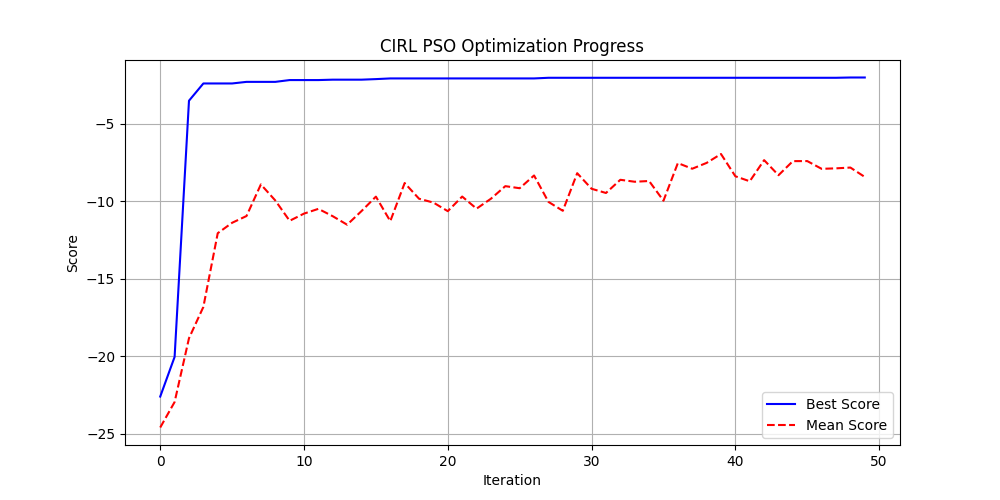 CIRL PSO Optimization Progress
Score
−5
−10
−15
−20
−25
Best Score
Mean Score
0 10 20 30 40 50
Iteration